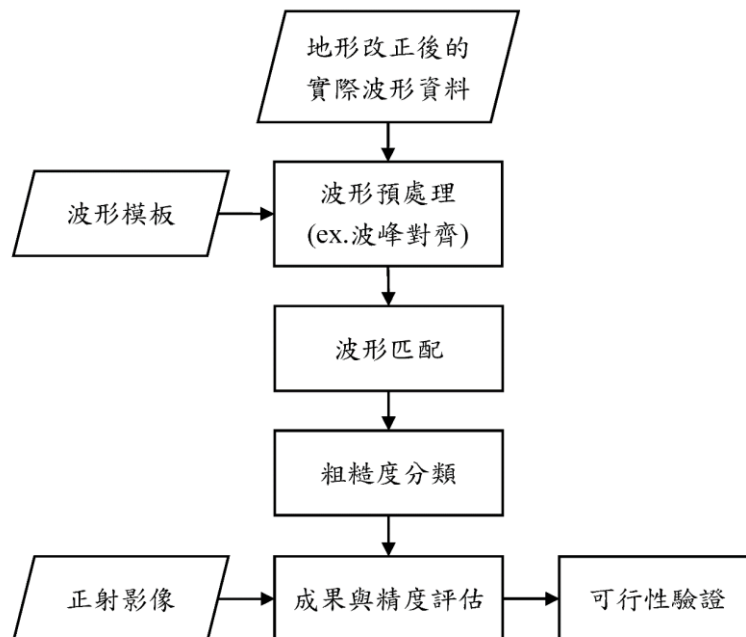 地形改正後的
實際波形資料
波形模板
波形預處理
(ex.波峰對齊)
波形匹配
粗糙度分類
正射影像
成果與精度評估
可行性驗證